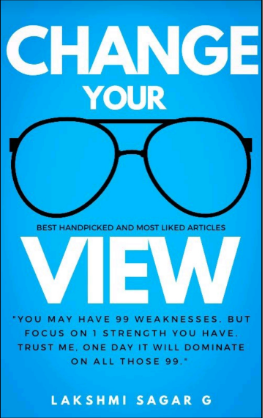 CHANGE
YOUR
BEST HANDPICKED AND MOST LIKED ARTICLES
VIEW
"YOU MAY HAVE 99 WEAKNESSES. BUT
FOCUS ON 1 STRENGTH YOU HAVE.
TRUST ME, ONE DAY IT WILL DOMINATE
ON ALL THOSE 99."
LAKSHMI SAGAR G